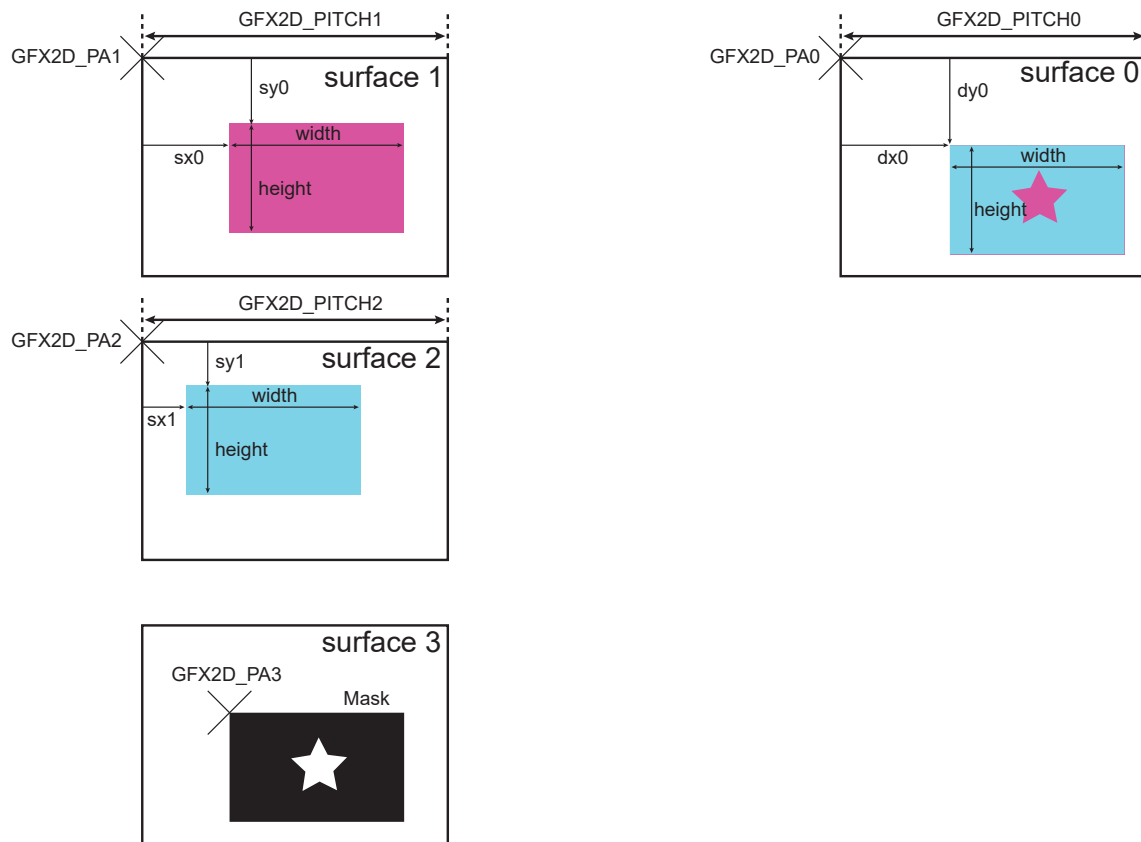 GFX2D_PITCH1
GFX2D_PA1
surface 1
sy0
sx0
width
height
GFX2D_PITCH0
GFX2D_PA0
surface 0
dy0
dx0
width
height
GFX2D_PITCH2
GFX2D_PA2
surface 2
sy1
sx1
width
height
surface 3
GFX2D_PA3
Mask